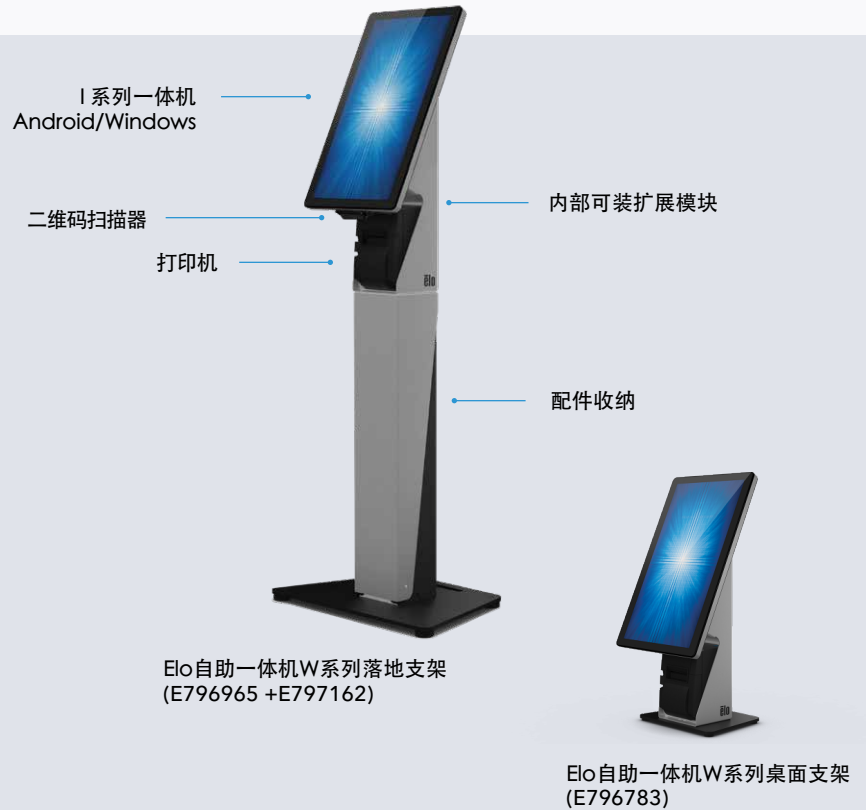 I 系列一体机
Android/Windows
二维码扫描器
打印机
内部可装扩展模块
配件收纳
ēlo
Elo自助一体机W系列落地支架
(E796965 +E797162)
ēlo
Elo自助一体机W系列桌面支架
(E796783)